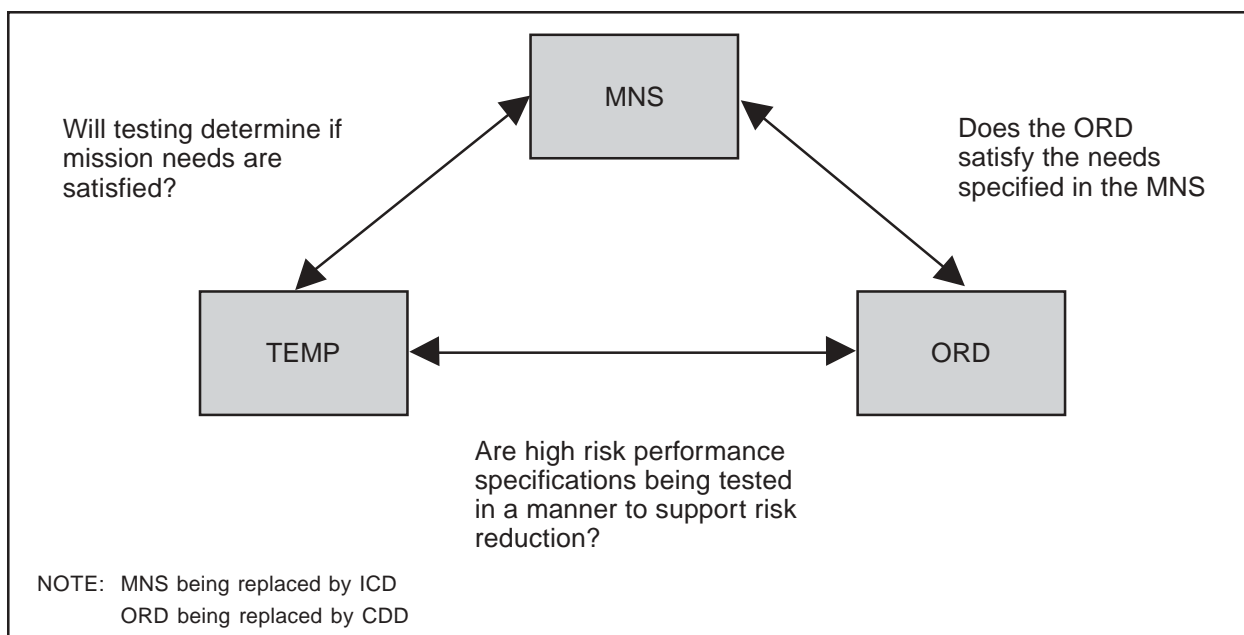 MNS
Will testing determine if
mission needs are
satisfied?
Does the ORD
satisfy the needs
specified in the MNS
TEMP
ORD
Are high risk performance
specifications being tested
in a manner to support risk
reduction?
NOTE: MNS being replaced by ICD
ORD being replaced by CDD